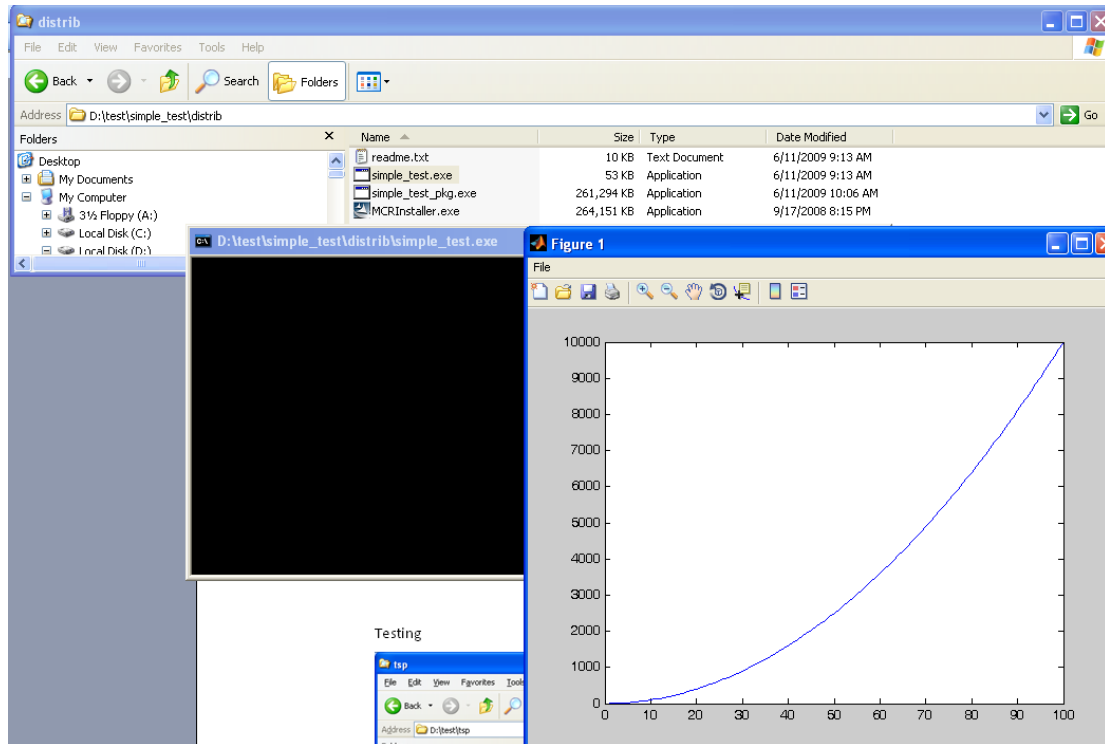 distrib
File Edit View Favorites Tools Help
Back Search Folders
Address D:\test\simple_test\distrib Go
Folders x Name Size Type Date Modified
Desktop readme.txt 10 KB Text Document 6/11/2009 9:13 AM
My Documents simple_test.exe 53 KB Application 6/11/2009 9:13 AM
My Computer simple_test_pkg.exe 261,294 KB Application 6/11/2009 10:06 AM
3½ Floppy (A:) MCRInstaller.exe 264,151 KB Application 9/17/2008 8:15 PM
Local Disk (C:)
Local Disk (D:)
D:\test\simple_test\distrib\simple_test.exe
Figure 1
File
10000
9000
8000
7000
6000
5000
4000
3000
2000
1000
0
0 10 20 30 40 50 60 70 80 90 100
Testing
tsp
File Edit View Favorites Tools
Back
Address D:\test\tsp